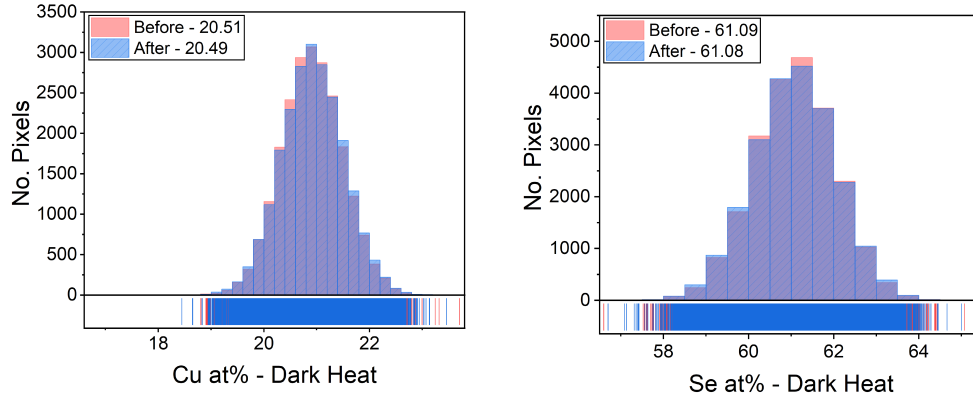 Before - 20.51
After - 20.49
3500
3000
2500
2000
1500
1000
500
0
No. Pixels
18
20
22
Cu at% - Dark Heat
Before - 61.09
After - 61.08
5000
4000
3000
2000
1000
0
No. Pixels
58
60
62
64
Se at% - Dark Heat